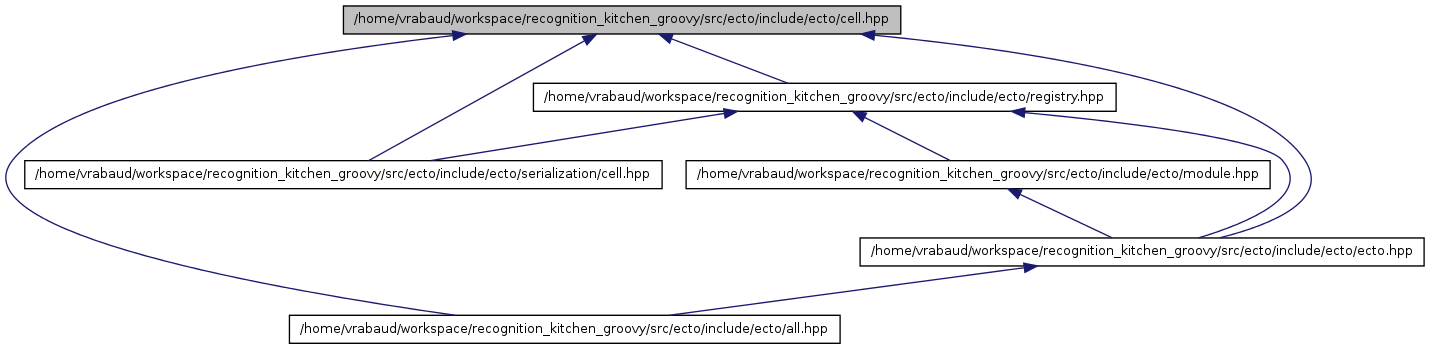 /home/vrabaud/workspace/recognition_kitchen_groovy/src/ecto/include/ecto/cell.hpp
/home/vrabaud/workspace/recognition_kitchen_groovy/src/ecto/include/ecto/registry.hpp
/home/vrabaud/workspace/recognition_kitchen_groovy/src/ecto/include/ecto/serialization/cell.hpp
/home/vrabaud/workspace/recognition_kitchen_groovy/src/ecto/include/ecto/module.hpp
/home/vrabaud/workspace/recognition_kitchen_groovy/src/ecto/include/ecto/ecto.hpp
/home/vrabaud/workspace/recognition_kitchen_groovy/src/ecto/include/ecto/all.hpp